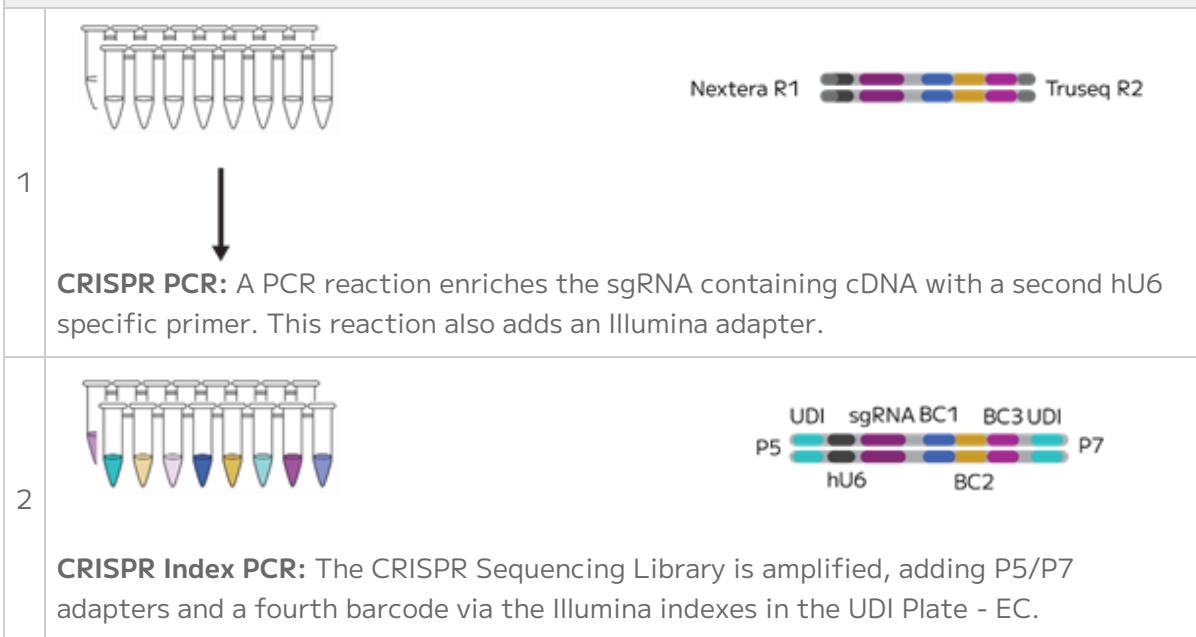 1
Nextera R1
Truseq R2
CRISPR PCR: A PCR reaction enriches the sgRNA containing cDNA with a second hU6
specific primer. This reaction also adds an Illumina adapter.
2
UDI sgRNA BC1 BC3 UDI
P5
P7
hU6 BC2
CRISPR Index PCR: The CRISPR Sequencing Library is amplified, adding P5/P7
adapters and a fourth barcode via the Illumina indexes in the UDI Plate - EC.